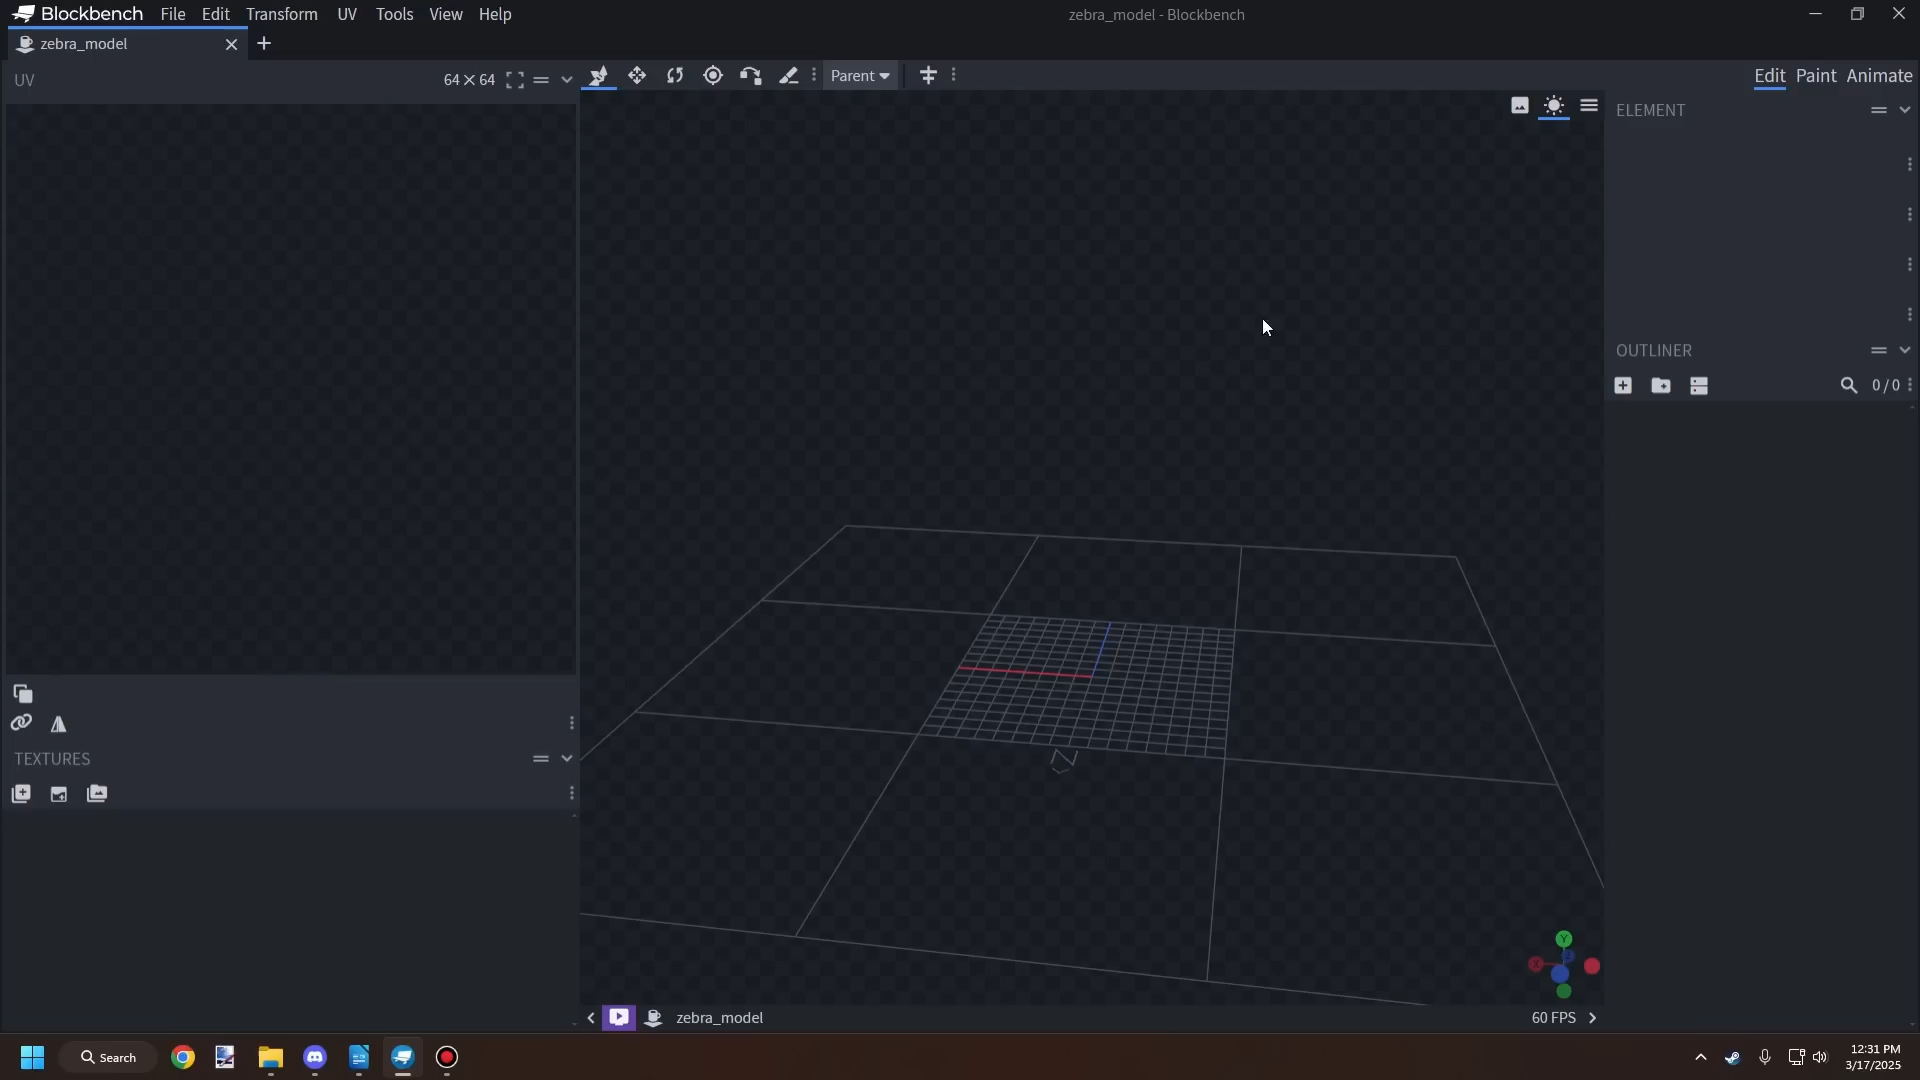 Blockbench File Edit Transform UV Tools View Help
zebra_model - Blockbench
zebra_model
UV
64 × 64
Parent
Edit Paint Animate
ELEMENT
OUTLINER
0 / 0
TEXTURES
N
Y
X
zebra_model
60 FPS
Search
12:31 PM
3/17/2025